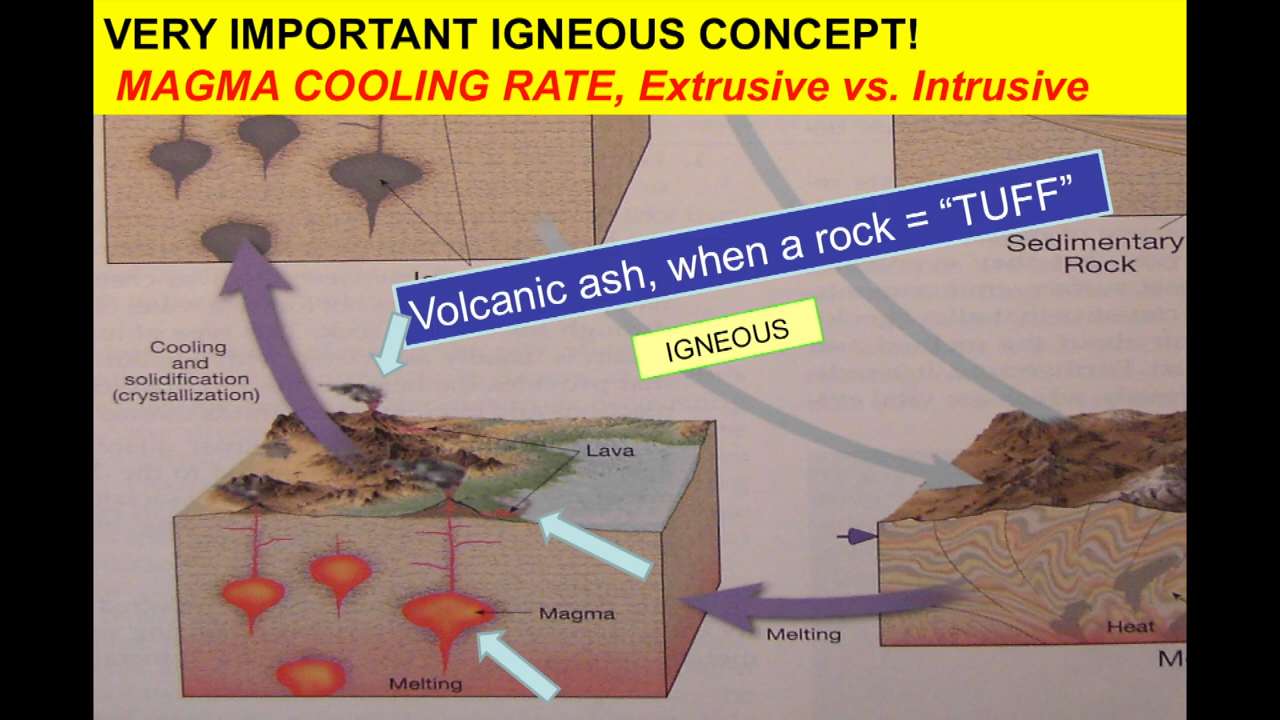 VERY IMPORTANT IGNEOUS CONCEPT!
MAGMA COOLING RATE, Extrusive vs. Intrusive
Volcanic ash, when a rock = “TUFF”
Sedimentary
Rock
IGNEOUS
Cooling
and
solidification
(crystallization)
Lava
Magma
Melting
Melting
Heat